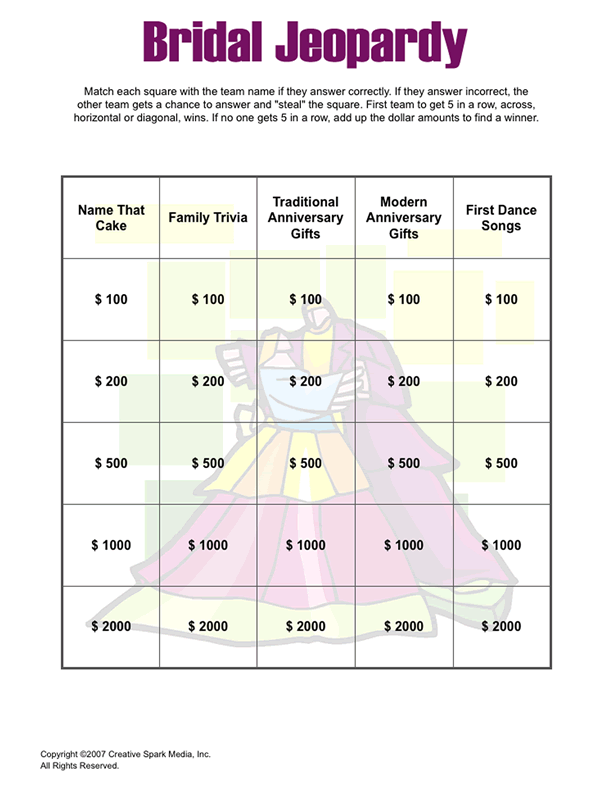 Bridal Jeopardy
Match each square with the team name if they answer correctly. If they answer incorrect, the
other team gets a chance to answer and "steal" the square. First team to get 5 in a row, across,
horizontal or diagonal, wins. If no one gets 5 in a row, add up the dollar amounts to find a winner.
Name That
Cake
Family Trivia
Traditional
Anniversary
Gifts
Modern
Anniversary
Gifts
First Dance
Songs
$ 100 $ 100 $ 100 $ 100 $ 100
$ 200 $ 200 $ 200 $ 200 $ 200
$ 500 $ 500 $ 500 $ 500 $ 500
$ 1000 $ 1000 $ 1000 $ 1000 $ 1000
$ 2000 $ 2000 $ 2000 $ 2000 $ 2000
Copyright ©2007 Creative Spark Media, Inc.
All Rights Reserved.